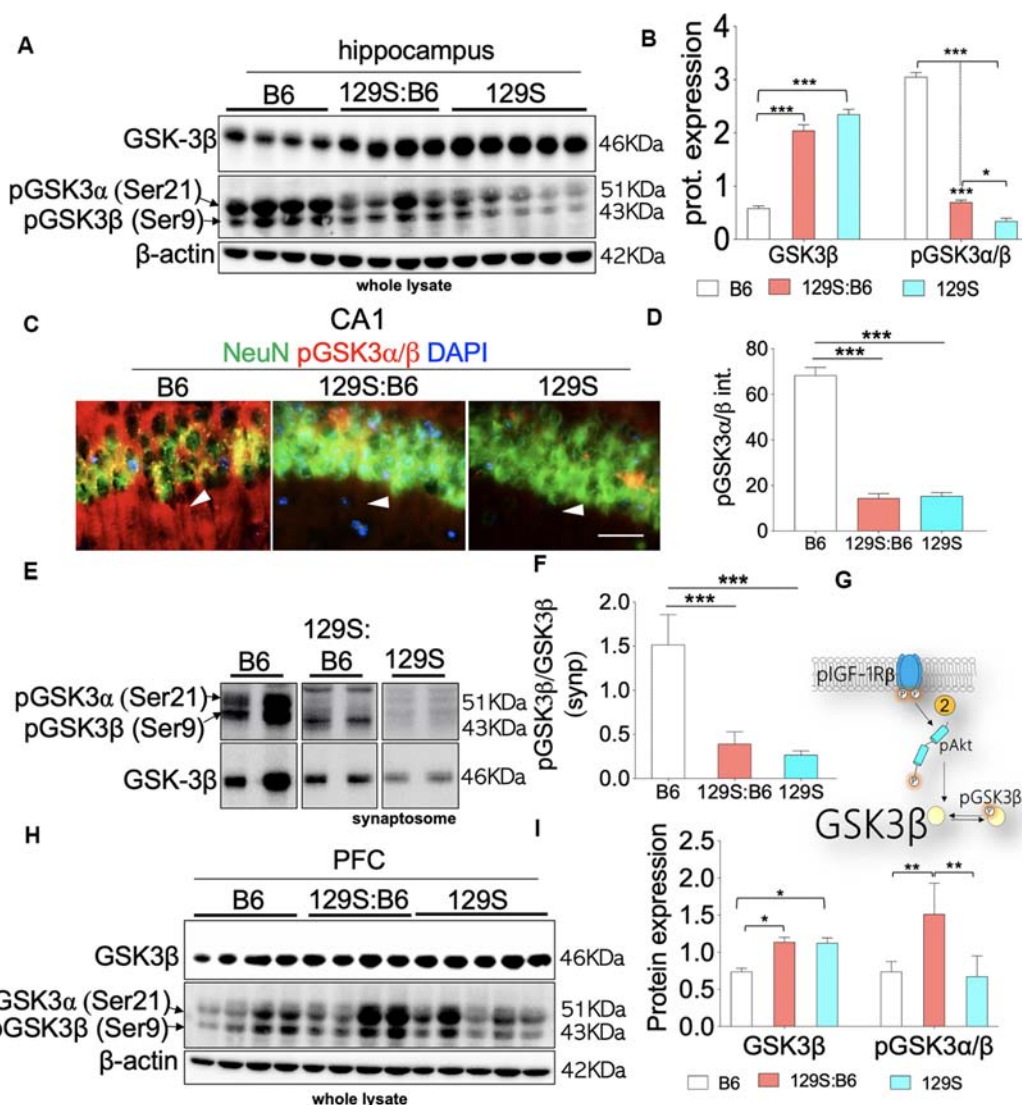 A
hippocampus
B6 129S:B6 129S
GSK-3β
46KDa
pGSK3α (Ser21)
51KDa
pGSK3β (Ser9)
43KDa
β-actin
42KDa
whole lysate
B
prot. expression
4
3
2
1
0
***
***
***
***
*
GSK3β pGSK3α/β
B6 129S:B6 129S
C
CA1
NeuN pGSK3α/β DAPI
B6 129S:B6 129S
D
pGSK3α/β int.
80
60
40
20
0
***
***
B6 129S:B6 129S
E
129S:
B6 B6 129S
pGSK3α (Ser21)
51KDa
pGSK3β (Ser9)
43KDa
GSK-3β
46KDa
synaptosome
F
pGSK3β/GSK3β
(synp)
2.0
1.5
1.0
0.5
0.0
***
***
B6 129S:B6 129S
G
pIGF-1Rβ
P P
2
pAkt
P
pGSK3β
P
GSK3β
H
PFC
B6 129S:B6 129S
GSK3β
46KDa
GSK3α (Ser21)
51KDa
pGSK3β (Ser9)
43KDa
β-actin
42KDa
whole lysate
I
Protein expression
2.5
2.0
1.5
1.0
0.5
0.0
*
*
** **
GSK3β pGSK3α/β
B6 129S:B6 129S